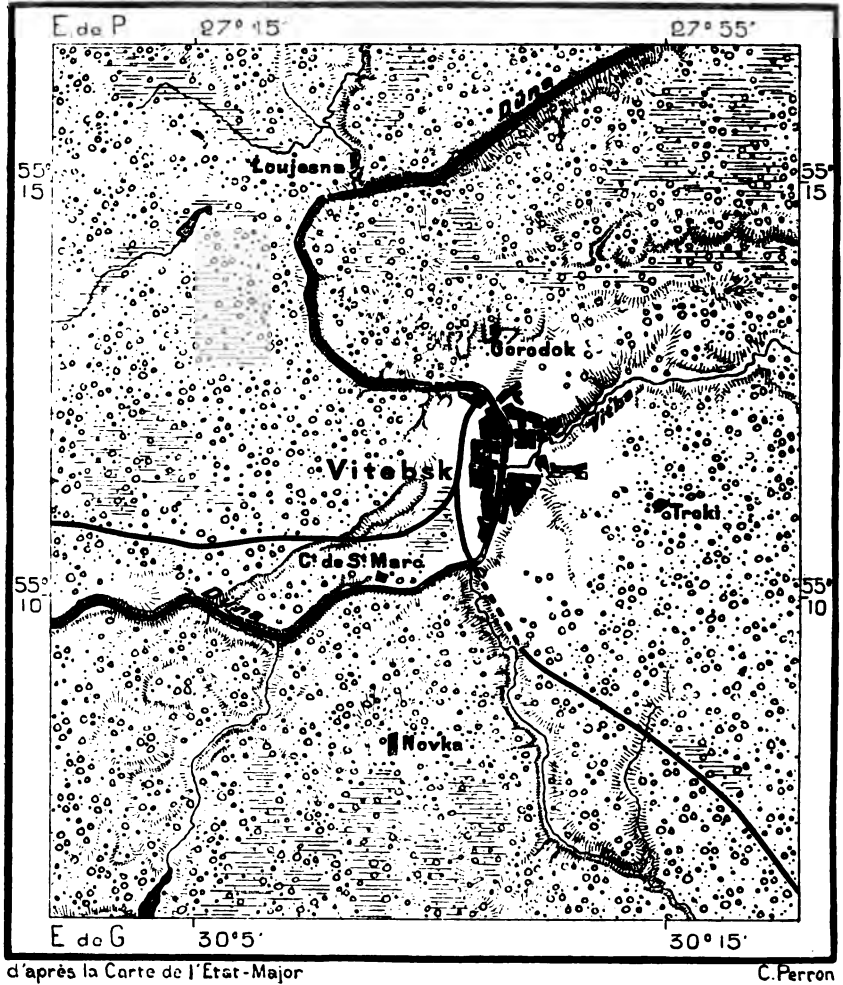 E. de P 27° 15' 27° 55'
Düna
Loujesna
55° 15 55° 15
Gorodok
Vitba
Vitebsk
Troki
Ct de St Marc
55° 10 55° 10
Düna
Novka
E de G 30° 5' 30° 15'
d'après la Carte de l'Etat-Major C. Perron